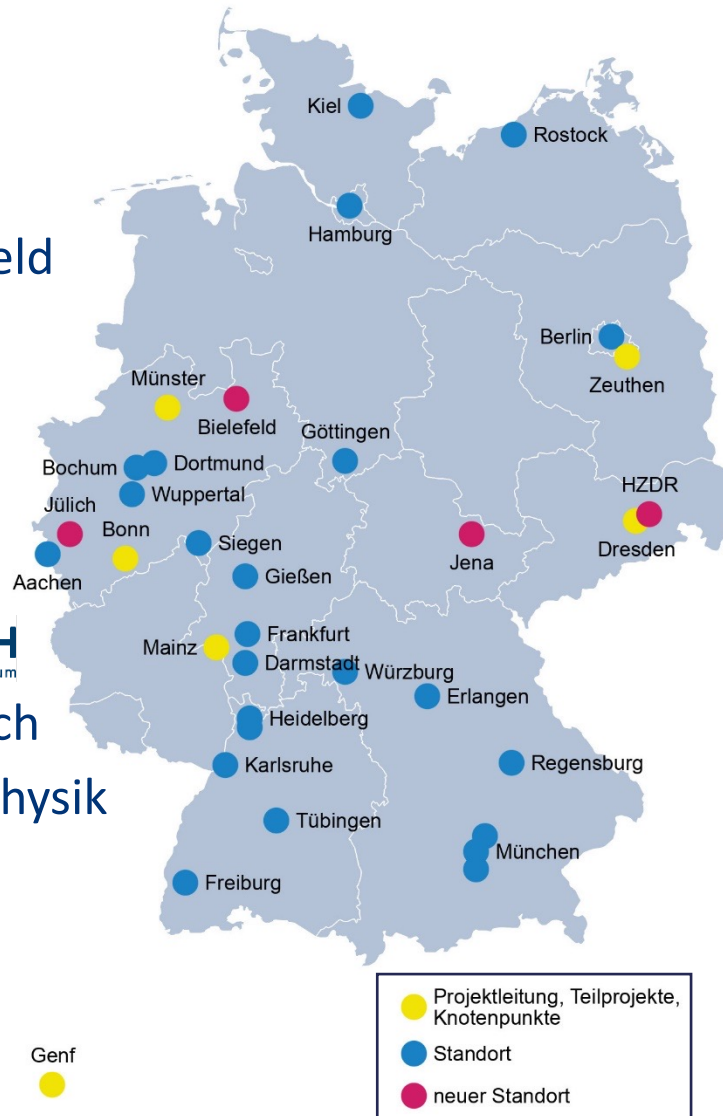 Kiel
Rostock
Hamburg
eld
Berlin
Zeuthen
Münster
Bielefeld
Göttingen
Bochum
Dortmund
Wuppertal
HZDR
Jülich
Bonn
Siegen
Jena
Dresden
Aachen
Gießen
H
um
Mainz
Frankfurt
Darmstadt
Würzburg
Erlangen
ch
Heidelberg
Karlsruhe
Regensburg
hysik
Tübingen
München
Freiburg
Genf
Projektleitung, Teilprojekte,
Knotenpunkte
Standort
neuer Standort